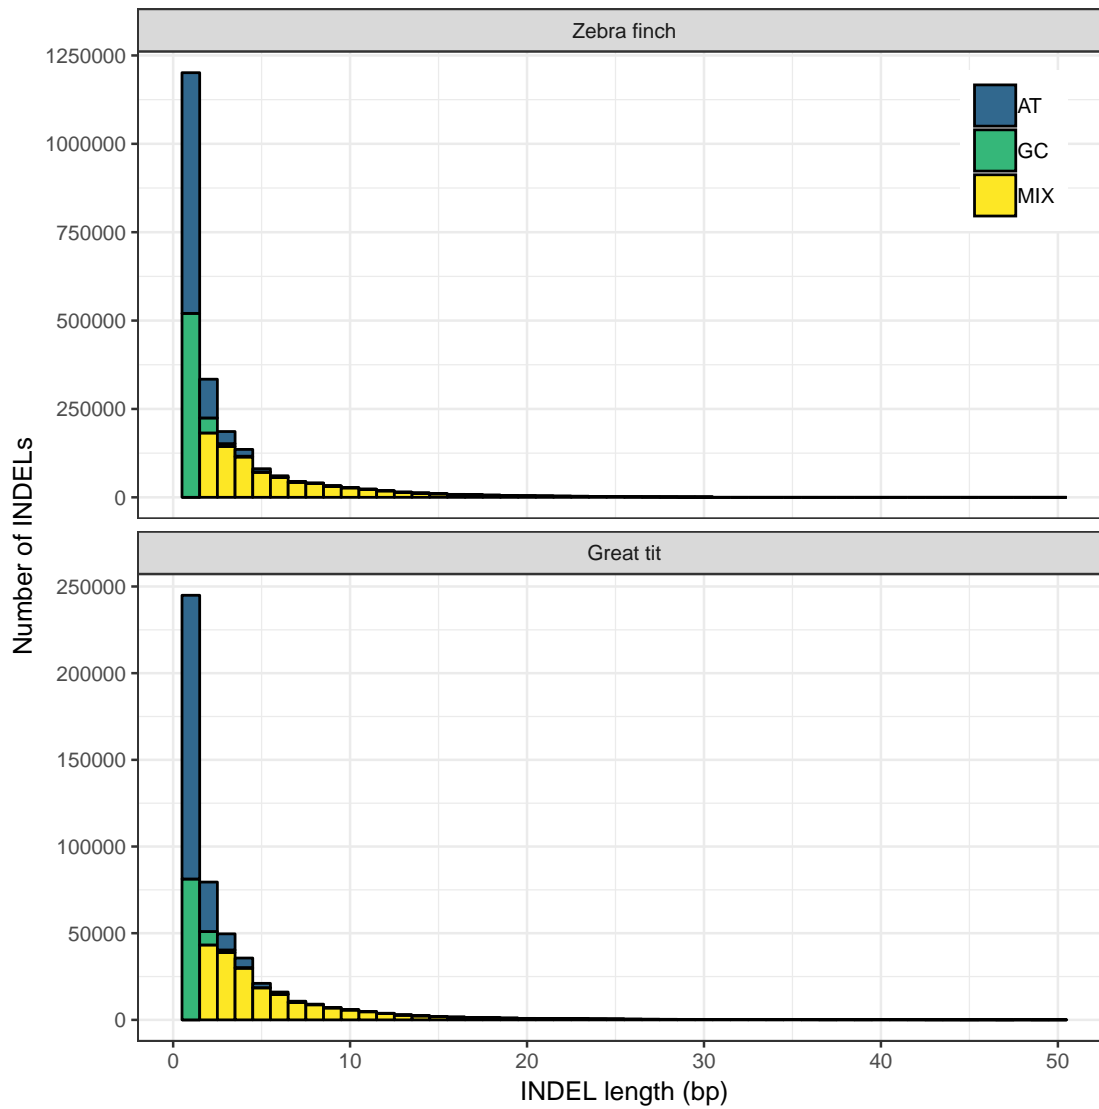 Zebra finch
1250000
1000000
750000
500000
250000
0
AT
GC
MIX
Number of INDELs
Great tit
250000
200000
150000
100000
50000
0
0 10 20 30 40 50
INDEL length (bp)